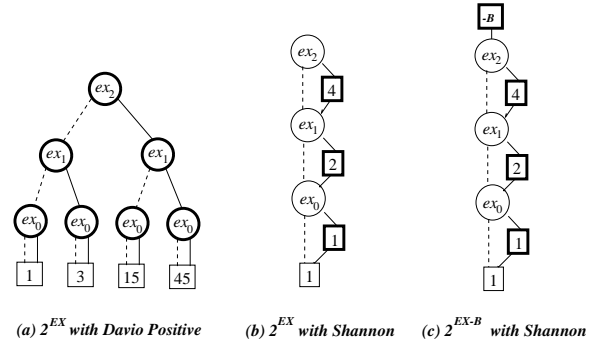 -B
ex2
ex2
ex2
4
4
ex1
ex1
ex1
ex1
2
2
ex0
ex0
ex0
ex0
ex0
ex0
1
1
1
3
15
45
1
1
(a) 2^EX with Davio Positive
(b) 2^EX with Shannon
(c) 2^EX-B with Shannon